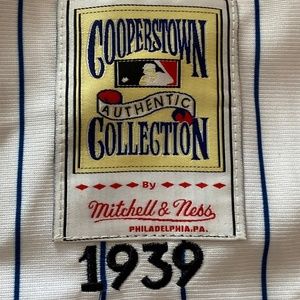 COOPERSTOWN
AUTHENTIC
COLLECTION
By
Mitchell & Ness
PHILADELPHIA, PA.
1939